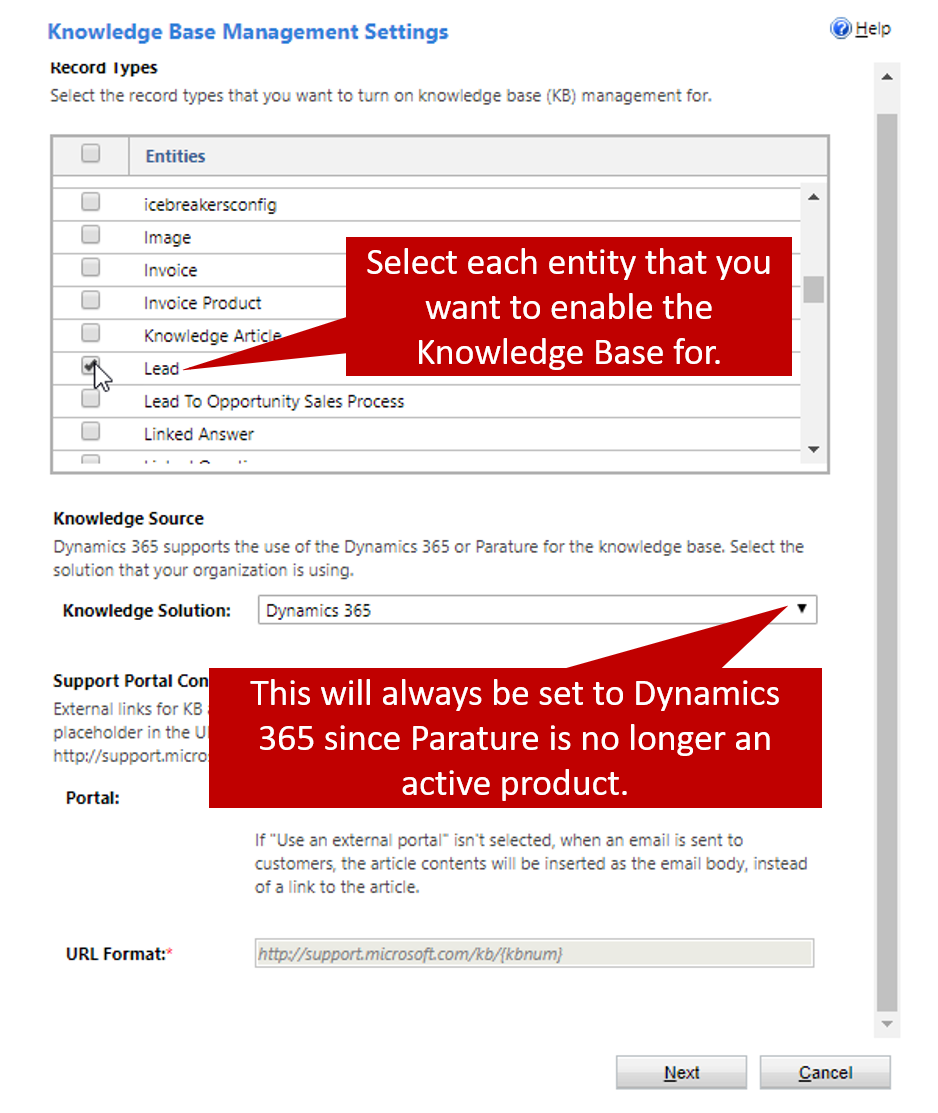 Knowledge Base Management Settings
Help
Record Types
Select the record types that you want to turn on knowledge base (KB) management for.
Entities
icebreakersconfig
Image
Invoice
Invoice Product
Knowledge Article
Lead
Lead To Opportunity Sales Process
Linked Answer
Select each entity that you
want to enable the
Knowledge Base for.
Knowledge Source
Dynamics 365 supports the use of the Dynamics 365 or Parature for the knowledge base. Select the
solution that your organization is using.
Knowledge Solution:
Dynamics 365
This will always be set to Dynamics
365 since Parature is no longer an
active product.
Support Portal Con
External links for KB
placeholder in the U
http://support.micro
Portal:
If "Use an external portal" isn't selected, when an email is sent to
customers, the article contents will be inserted as the email body, instead
of a link to the article.
URL Format:*
http://support.microsoft.com/kb/{kbnum}
Next
Cancel